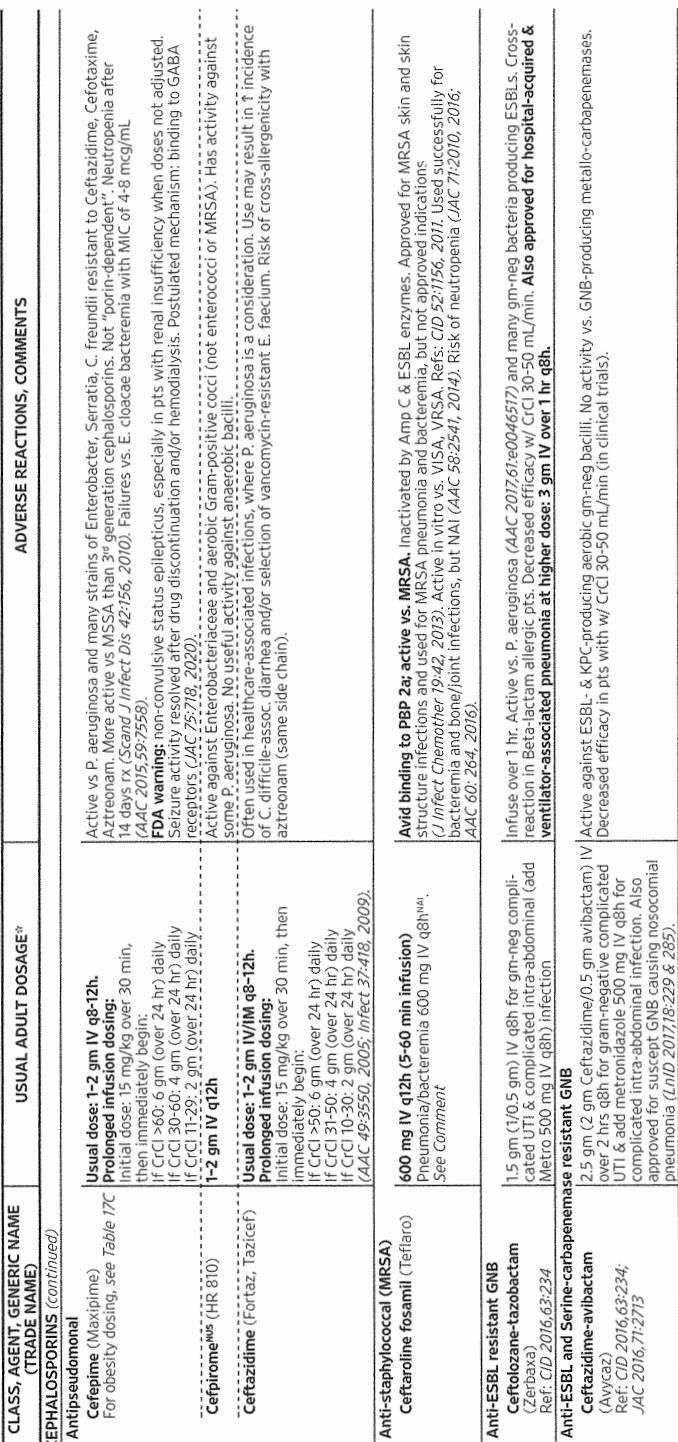 CLASS, AGENT, GENERIC NAME
(TRADE NAME)
USUAL ADULT DOSAGE*
ADVERSE REACTIONS, COMMENTS
EPHALOSPORINS (continued)
Antipseudomonal
Cefepime (Maxipime)
For obesity dosing, see Table 17C
Usual dose: 1–2 gm IV q8-12h.
Prolonged infusion dosing:
Initial dose: 15 mg/kg over 30 min,
then immediately begin:
If CrCl >60: 6 gm (over 24 hr) daily
If CrCl 30-60: 4 gm (over 24 hr) daily
If CrCl 11-29: 2 gm (over 24 hr) daily
Active vs P. aeruginosa and many strains of Enterobacter, Serratia, C. freundii resistant to Ceftazidime, Cefotaxime,
Aztreonam. More active vs MSSA than 3rd generation cephalosporins. Not "porin-dependent". Neutropenia after
14 days rx (Scand J Infect Dis 42:156, 2010). Failures vs. E. cloacae bacteremia with MIC of 4-8 mcg/mL
(AAC 2015,59:7558).
FDA warning: non-convulsive status epilepticus, especially in pts with renal insufficiency when doses not adjusted.
Seizure activity resolved after drug discontinuation and/or hemodialysis. Postulated mechanism: binding to GABA
receptors (JAC 75:718, 2020).
CefpiromeNUS (HR 810)
1–2 gm IV q12h
Active against Enterobacteriaceae and aerobic Gram-positive cocci (not enterococci or MRSA). Has activity against
some P. aeruginosa. No useful activity against anaerobic bacilli.
Ceftazidime (Fortaz, Tazicef)
Usual dose: 1–2 gm IV/IM q8–12h.
Prolonged infusion dosing:
Initial dose: 15 mg/kg over 30 min, then
immediately begin:
If CrCl >50: 6 gm (over 24 hr) daily
If CrCl 31-50: 4 gm (over 24 hr) daily
If CrCl 10-30: 2 gm (over 24 hr) daily
(AAC 49:3550, 2005; Infect 37:418, 2009).
Often used in healthcare-associated infections, where P. aeruginosa is a consideration. Use may result in ↑ incidence
of C. difficile-assoc. diarrhea and/or selection of vancomycin-resistant E. faecium. Risk of cross-allergenicity with
aztreonam (same side chain).
Anti-staphylococcal (MRSA)
Ceftaroline fosamil (Teflaro)
600 mg IV q12h (5-60 min infusion)
Pneumonia/bacteremia 600 mg IV q8hNAI.
See Comment
Avid binding to PBP 2a; active vs. MRSA. Inactivated by Amp C & ESBL enzymes. Approved for MRSA skin and skin
structure infections and used for MRSA pneumonia and bacteremia, but not approved indications
(J Infect Chemother 19:42, 2013). Active in vitro vs. VISA, VRSA. Refs: CID 52:1156, 2011. Used successfully for
bacteremia and bone/joint infections, but NAI (AAC 58:2541, 2014). Risk of neutropenia (JAC 71:2010, 2016;
AAC 60: 264, 2016).
Anti-ESBL resistant GNB
Ceftolozane-tazobactam
(Zerbaxa)
Ref: CID 2016,63:234
1.5 gm (1/0.5 gm) IV q8h for gm-neg compli-
cated UTI & complicated intra-abdominal (add
Metro 500 mg IV q8h) infection
Infuse over 1 hr. Active vs. P. aeruginosa (AAC 2017,61:e0046517) and many gm-neg bacteria producing ESBLs. Cross-
reaction in Beta-lactam allergic pts. Decreased efficacy w/ CrCl 30-50 mL/min. Also approved for hospital-acquired &
ventilator-associated pneumonia at higher dose: 3 gm IV over 1 hr q8h.
Anti-ESBL and Serine-carbapenemase resistant GNB
Ceftazidime-avibactam
(Avycaz)
Ref: CID 2016,63:234;
JAC 2016,71:2713
2.5 gm (2 gm Ceftazidime/0.5 gm avibactam) IV
over 2 hrs q8h for gram-negative complicated
UTI & add metronidazole 500 mg IV q8h for
complicated intra-abdominal infection. Also
approved for suscept GNB causing nosocomial
pneumonia (LnID 2017,18:229 & 285).
Active against ESBL- & KPC-producing aerobic gm-neg bacilli. No activity vs. GNB-producing metallo-carbapenemases.
Decreased efficacy in pts with w/ CrCl 30-50 mL/min (in clinical trials).